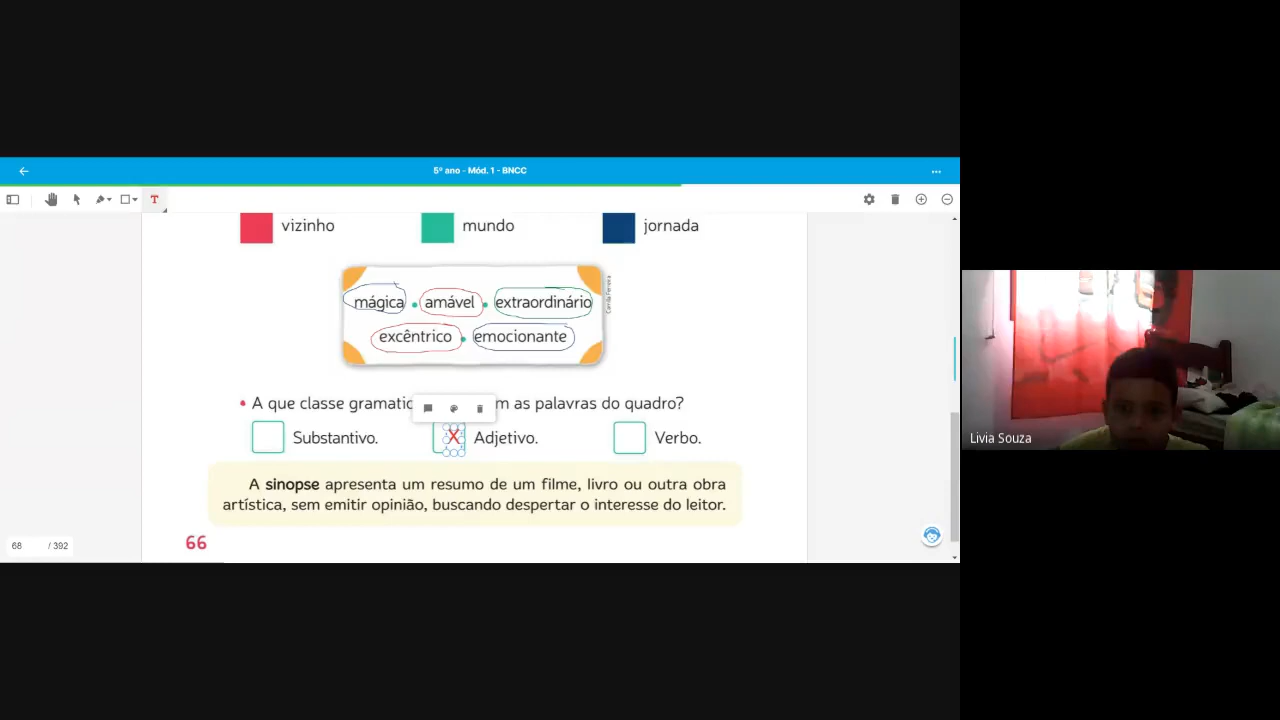 5º ano - Mód. 1 - BNCC
T
vizinho mundo jornada
mágica • amável • extraordinário
excêntrico • emocionante
Camila Ferreira
• A que classe gramatic m as palavras do quadro?
Substantivo. X Adjetivo. Verbo.
A sinopse apresenta um resumo de um filme, livro ou outra obra
artística, sem emitir opinião, buscando despertar o interesse do leitor.
66
68 / 392
Livia Souza